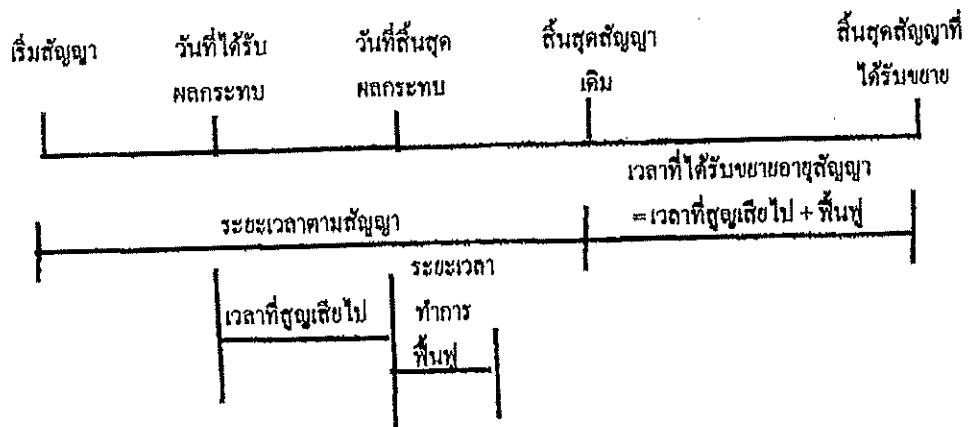 เริ่มสัญญา
วันที่ได้รับ
ผลกระทบ
วันที่สิ้นสุด
ผลกระทบ
สิ้นสุดสัญญา
เดิม
สิ้นสุดสัญญาที่
ได้รับขยาย
เวลาที่ได้รับขยายอายุสัญญา
=เวลาที่สูญเสียไป + ฟื้นฟู
ระยะเวลาตามสัญญา
เวลาที่สูญเสียไป
ระยะเวลา
ทำการ
ฟื้นฟู